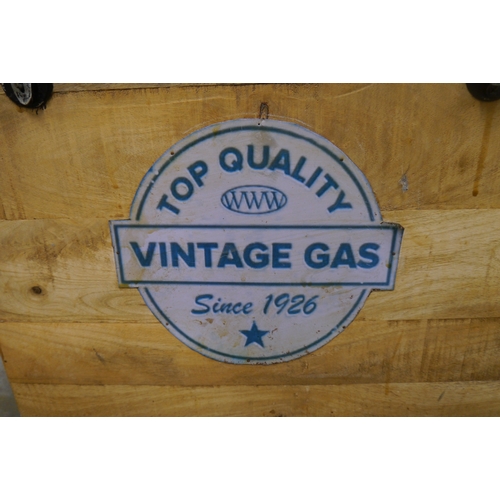 TOP QUALITY
WWW
VINTAGE GAS
Since 1926